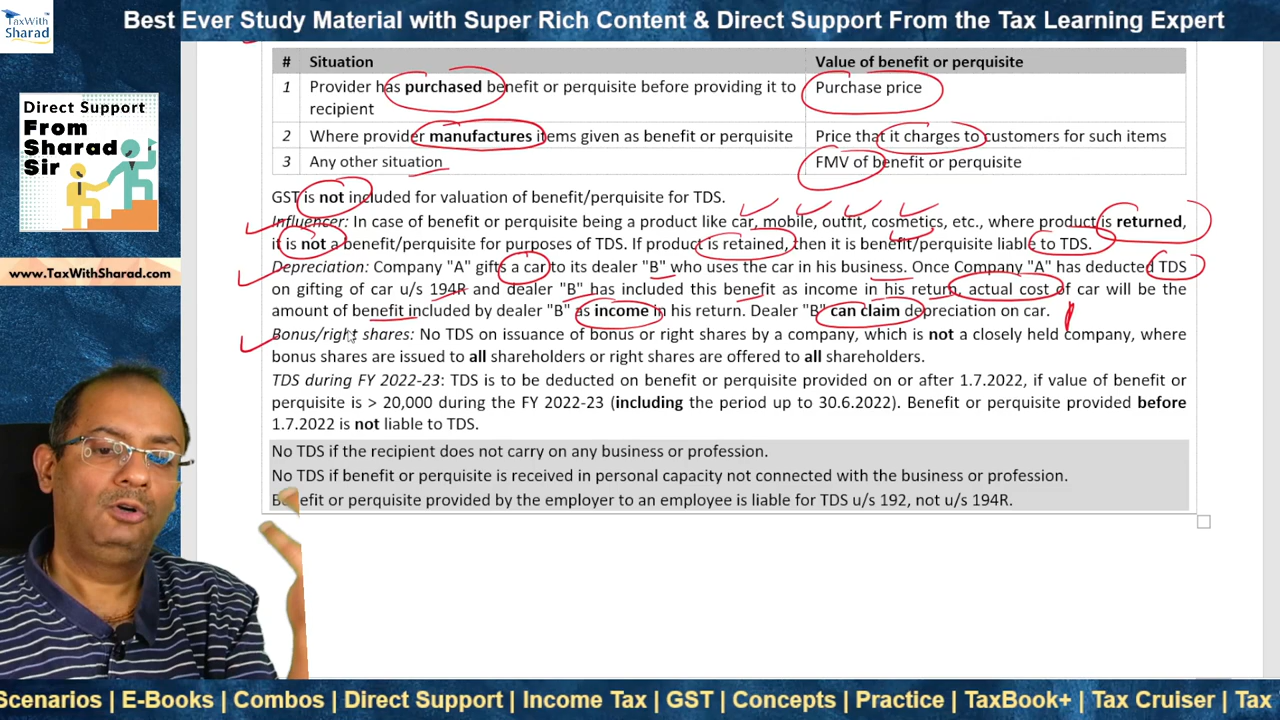 TaxWith
Sharad
Best Ever Study Material with Super Rich Content & Direct Support From the Tax Learning Expert
Direct Support
From
Sharad
Sir
www.TaxWithSharad.com
# Situation Value of benefit or perquisite
1 Provider has purchased benefit or perquisite before providing it to Purchase price
recipient
2 Where provider manufactures items given as benefit or perquisite Price that it charges to customers for such items
3 Any other situation FMV of benefit or perquisite
GST is not included for valuation of benefit/perquisite for TDS.
Influencer: In case of benefit or perquisite being a product like car, mobile, outfit, cosmetics, etc., where product is returned,
it is not a benefit/perquisite for purposes of TDS. If product is retained, then it is benefit/perquisite liable to TDS.
Depreciation: Company "A" gifts a car to its dealer "B" who uses the car in his business. Once Company "A" has deducted TDS
on gifting of car u/s 194R and dealer "B" has included this benefit as income in his return, actual cost of car will be the
amount of benefit included by dealer "B" as income in his return. Dealer "B" can claim depreciation on car.
Bonus/right shares: No TDS on issuance of bonus or right shares by a company, which is not a closely held company, where
bonus shares are issued to all shareholders or right shares are offered to all shareholders.
TDS during FY 2022-23: TDS is to be deducted on benefit or perquisite provided on or after 1.7.2022, if value of benefit or
perquisite is > 20,000 during the FY 2022-23 (including the period up to 30.6.2022). Benefit or perquisite provided before
1.7.2022 is not liable to TDS.
No TDS if the recipient does not carry on any business or profession.
No TDS if benefit or perquisite is received in personal capacity not connected with the business or profession.
Benefit or perquisite provided by the employer to an employee is liable for TDS u/s 192, not u/s 194R.
Scenarios | E-Books | Combos | Direct Support | Income Tax | GST | Concepts | Practice | TaxBook+ | Tax Cruiser | Tax